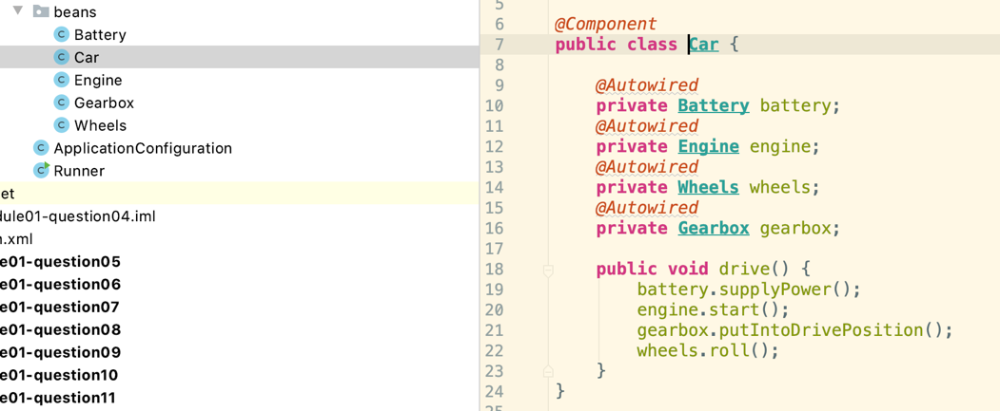 beans
Battery
Car
Engine
Gearbox
Wheels
ApplicationConfiguration
Runner
et
dule01-question04.iml
n.xml
e01-question05
e01-question06
e01-question07
e01-question08
e01-question09
e01-question10
e01-question11
5
6 @Component
7 public class Car {
8
9 @Autowired
10 private Battery battery;
11 @Autowired
12 private Engine engine;
13 @Autowired
14 private Wheels wheels;
15 @Autowired
16 private Gearbox gearbox;
17
18 public void drive() {
19 battery.supplyPower();
20 engine.start();
21 gearbox.putIntoDrivePosition();
22 wheels.roll();
23 }
24 }
25